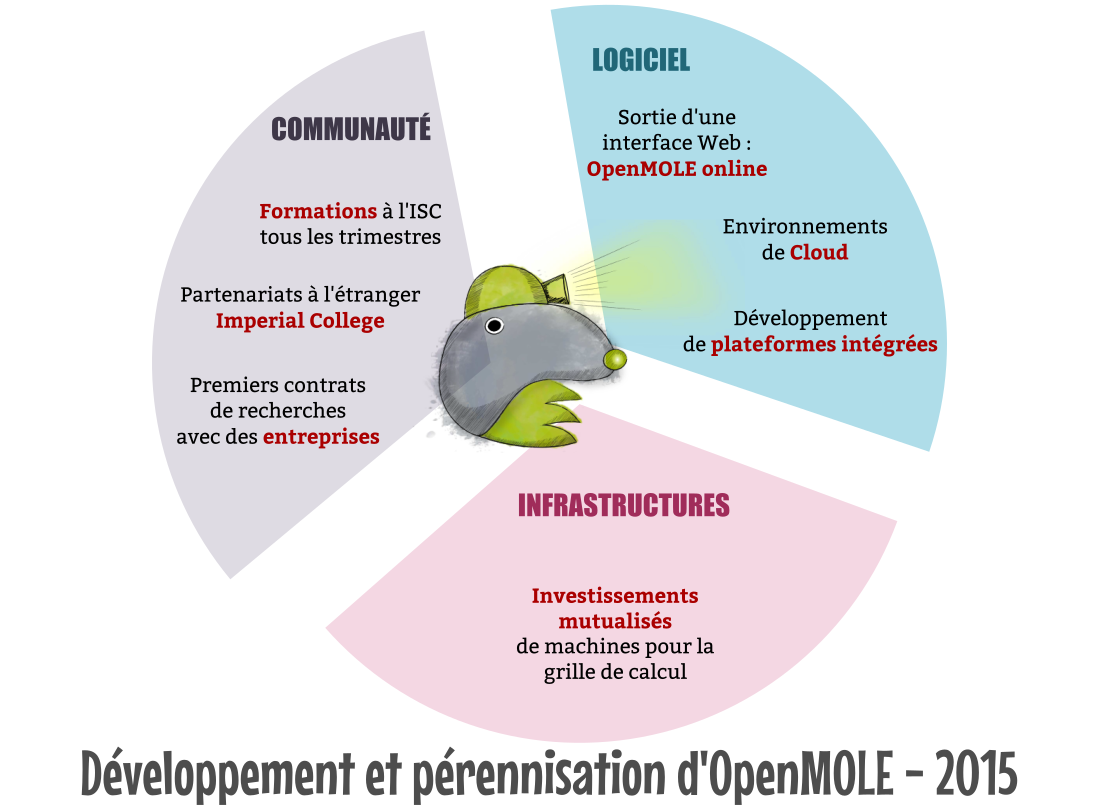 COMMUNAUTÉ
Formations à l'ISC
tous les trimestres
Partenariats à l'étranger
Imperial College
Premiers contrats
de recherches
avec des entreprises
LOGICIEL
Sortie d'une
interface Web :
OpenMOLE online
Environnements
de Cloud
Développement
de plateformes intégrées
INFRASTRUCTURES
Investissements
mutualisés
de machines pour la
grille de calcul
Développement et pérennisation d'OpenMOLE - 2015